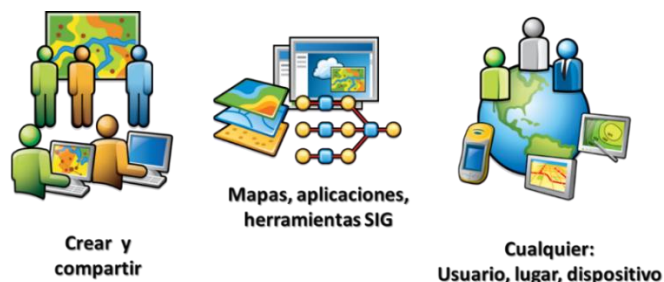 Crear y
compartir
Mapas, aplicaciones,
herramientas SIG
Cualquier:
Usuario, lugar, dispositivo